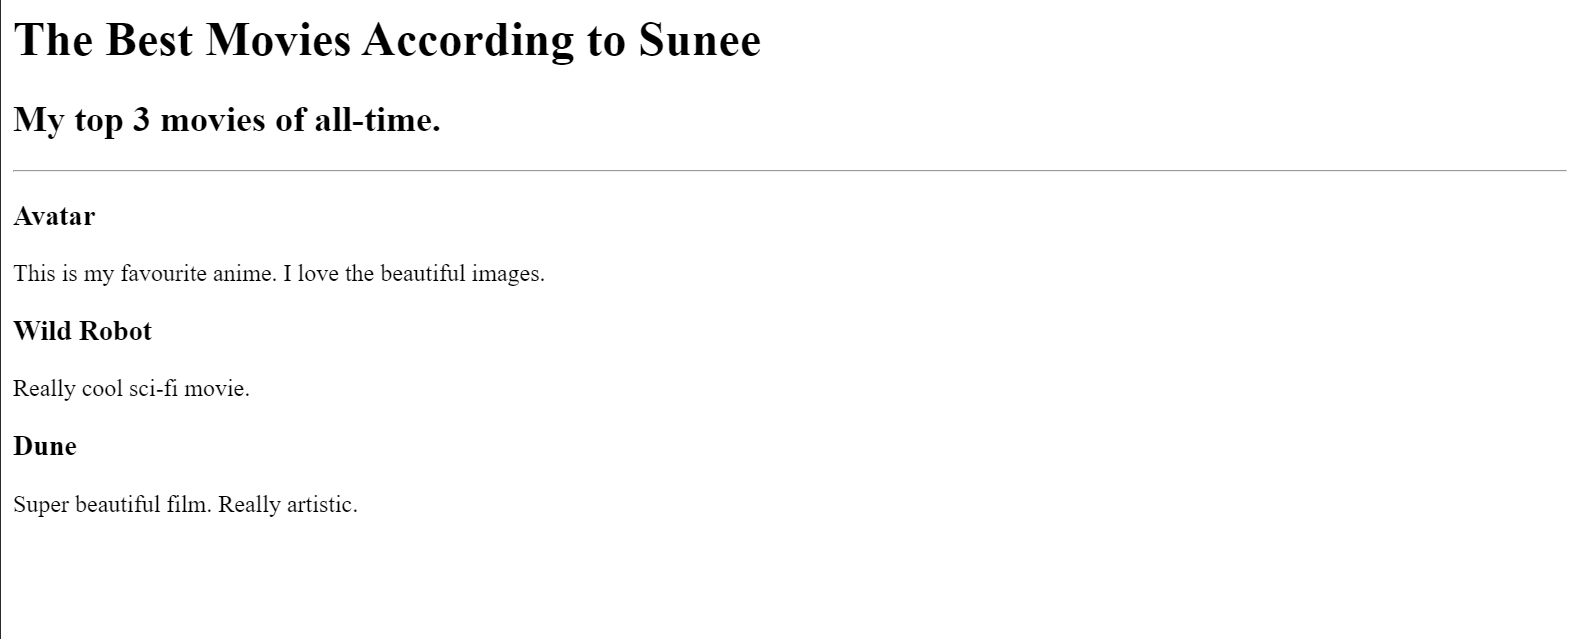 The Best Movies According to Sunee
My top 3 movies of all-time.
Avatar
This is my favourite anime. I love the beautiful images.
Wild Robot
Really cool sci-fi movie.
Dune
Super beautiful film. Really artistic.